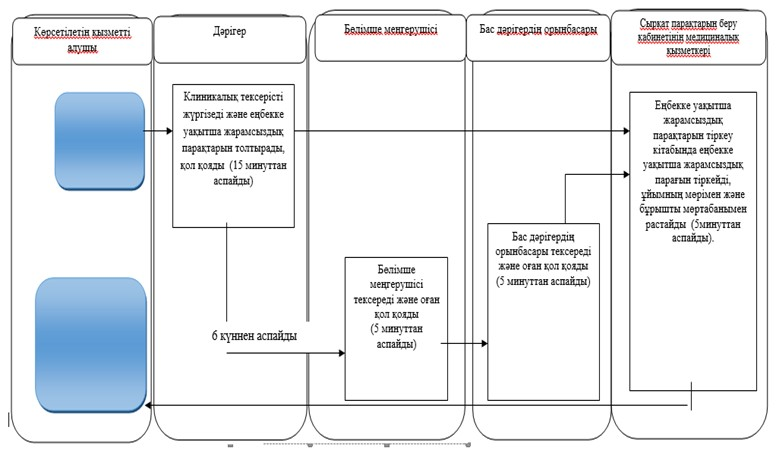 Көрсетілетін қызметті
алушы
Дәрігер
Бөлімше меңгерушісі
Бас дәрігердің орынбасары
Сырқат парақтарын беру
кабинетінің медициналық
қызметкері
Клиникалық тексерісті
жүргізеді және еңбекке
уақытша жарамсыздық
парақтарын толтырады,
қол қояды (15 минуттан
аспайды)
6 күннен аспайды
Бөлімше
меңгерушісі
тексереді және оған
қол қояды
(5 минуттан
аспайды)
Бас дәрігердің
орынбасары тексереді
және оған қол қояды
(5 минуттан аспайды)
Еңбекке уақытша
жарамсыздық
парақтарын тіркеу
кітабында еңбекке
уақытша жарамсыздық
парағын тіркейді,
ұйымның мөрімен және
бұрышты мөртабанымен
растайды (5минуттан
аспайды).